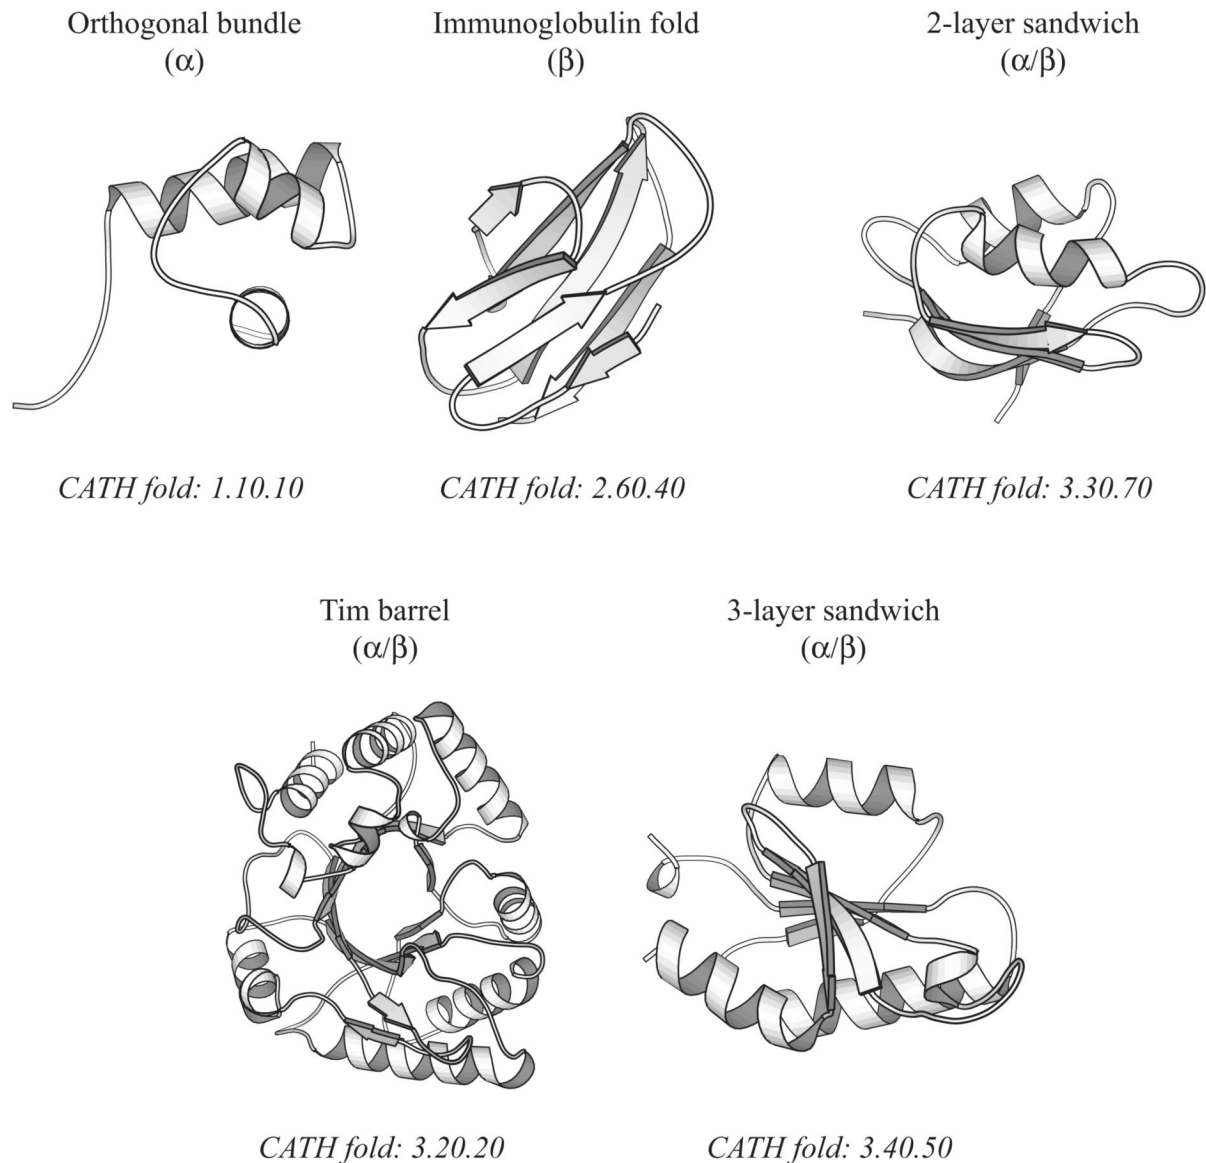 Orthogonal bundle
(α)
Immunoglobulin fold
(β)
2-layer sandwich
(α/β)
CATH fold: 1.10.10
CATH fold: 2.60.40
CATH fold: 3.30.70
Tim barrel
(α/β)
3-layer sandwich
(α/β)
CATH fold: 3.20.20
CATH fold: 3.40.50